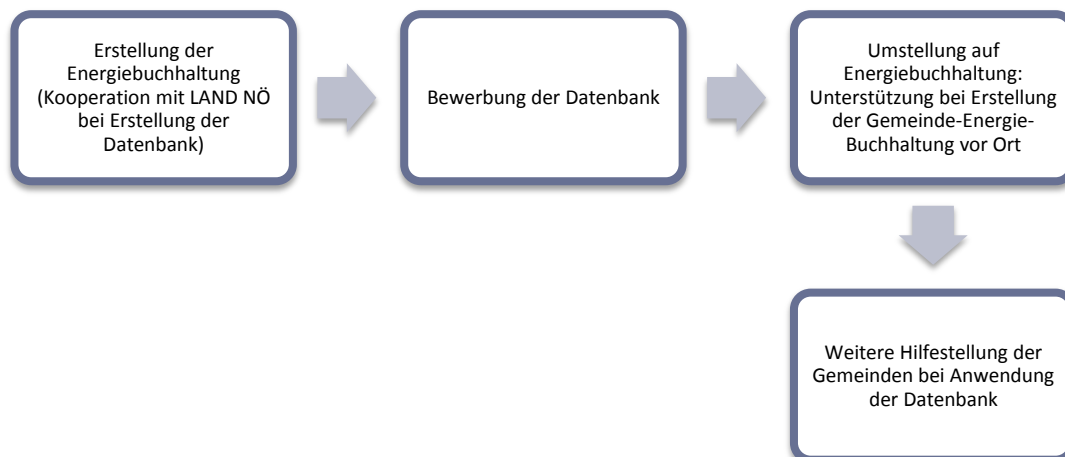 Erstellung der
Energiebuchhaltung
(Kooperation mit LAND NÖ
bei Erstellung der
Datenbank)
Bewerbung der Datenbank
Umstellung auf
Energiebuchhaltung:
Unterstützung bei Erstellung
der Gemeinde-Energie-
Buchhaltung vor Ort
Weitere Hilfestellung der
Gemeinden bei Anwendung
der Datenbank